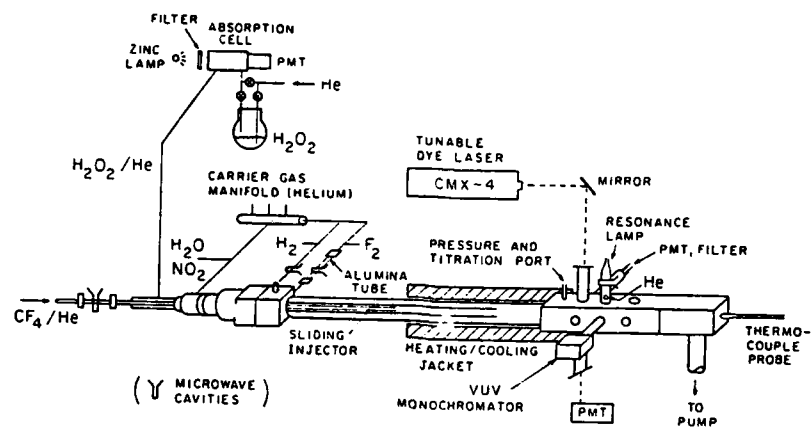 FILTER
ABSORPTION
CELL
ZINC
LAMP
PMT
He
H₂O₂
H₂O₂/He
CARRIER GAS
MANIFOLD (HELIUM)
H₂O
NO₂
H₂
F₂
ALUMINA
TUBE
TUNABLE
DYE LASER
CMX-4
MIRROR
RESONANCE
LAMP
PMT, FILTER
PRESSURE AND
TITRATION PORT
He
CF₄/He
SLIDING
INJECTOR
HEATING/COOLING
JACKET
VUV
MONOCHROMATOR
THERMO-
COUPLE
PROBE
( MICROWAVE
CAVITIES )
PMT
TO
PUMP